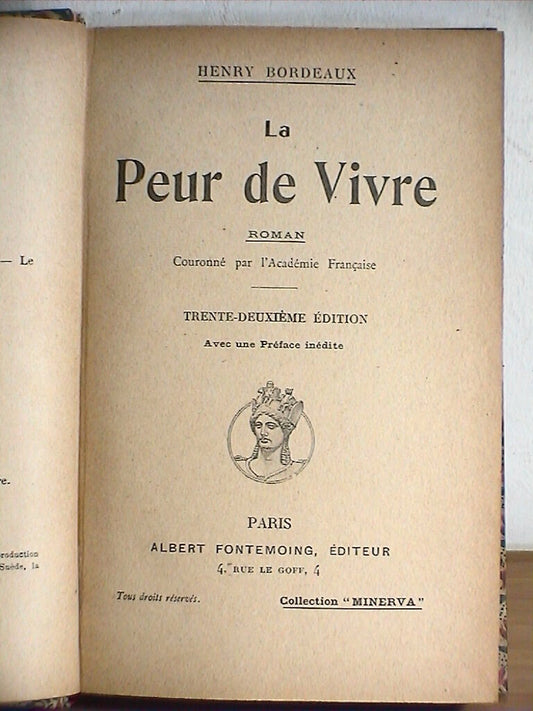 — Le
re.
roduction
Suède, la
HENRY BORDEAUX
La
Peur de Vivre
ROMAN
Couronné par l'Académie Française
TRENTE-DEUXIÈME ÉDITION
Avec une Préface inédite
PARIS
ALBERT FONTEMOING, ÉDITEUR
4, RUE LE GOFF, 4
Tous droits réservés.
Collection "MINERVA"